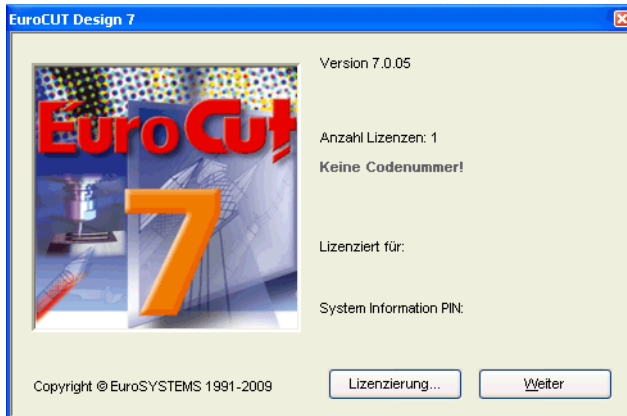 EuroCUT Design 7
Version 7.0.05
EuroCut
7
Anzahl Lizenzen: 1
Keine Codenummer!
Lizenziert für:
System Information PIN:
Copyright © EuroSYSTEMS 1991-2009
Lizenzierung...
Weiter